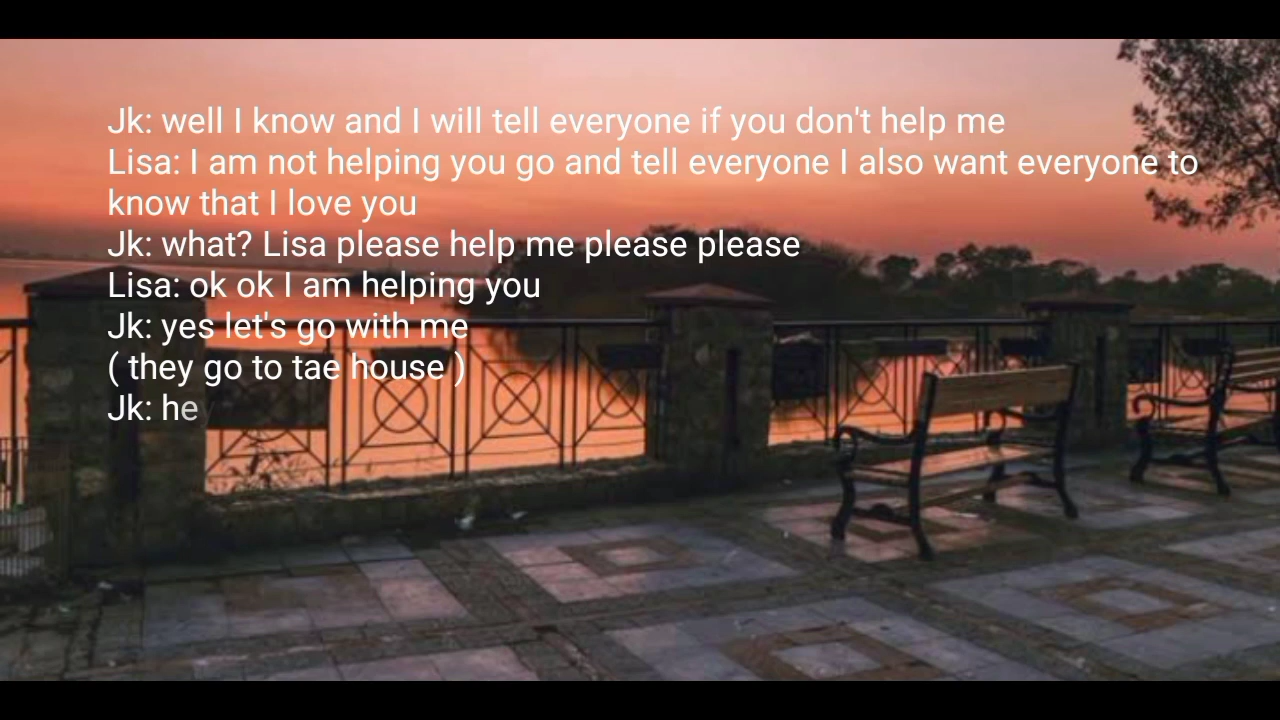 Jk: well I know and I will tell everyone if you don't help me
Lisa: I am not helping you go and tell everyone I also want everyone to
know that I love you
Jk: what? Lisa please help me please please
Lisa: ok ok I am helping you
Jk: yes let's go with me
( they go to tae house )
Jk: hey